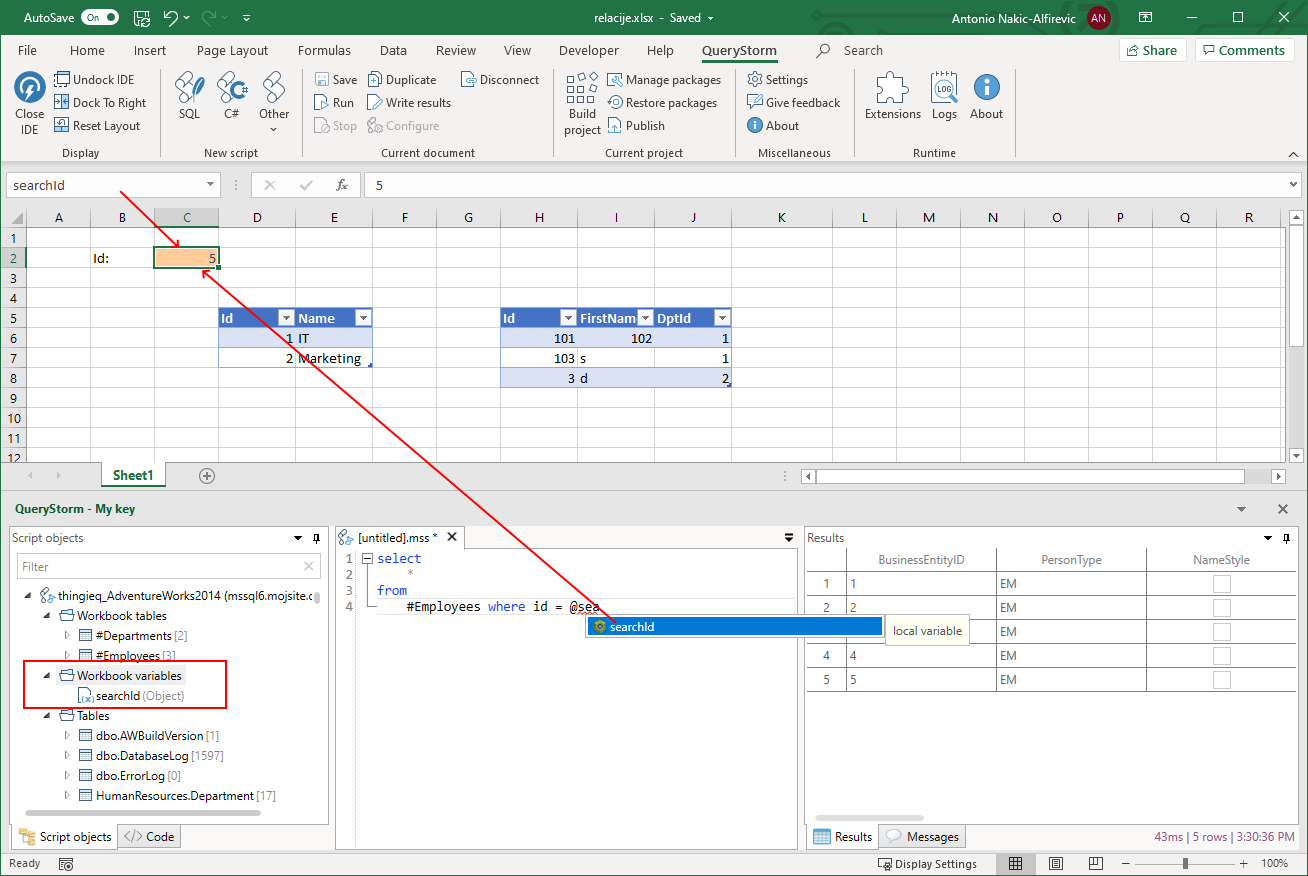 AutoSave On relacije.xlsx - Saved Antonio Nakic-Alfirevic AN
File Home Insert Page Layout Formulas Data Review View Developer Help QueryStorm Search Share Comments
Close IDE
Undock IDE
Dock To Right
Reset Layout
Display
SQL C# Other
New script
Save Duplicate Disconnect
Run Write results
Stop Configure
Current document
Build project
Manage packages
Restore packages
Publish
Current project
Settings
Give feedback
About
Miscellaneous
Extensions LOG Logs About
Runtime
searchId fx 5
A B C D E F G H I J K L M N O P Q R
1
2 Id: 5
3
4
5 Id Name Id FirstNam DptId
6 1 IT 101 102 1
7 2 Marketing 103 s 1
8 3 d 2
9
10
11
12
Sheet1
QueryStorm - My key
Script objects
Filter
thingieq_AdventureWorks2014 (mssql6.mojsite.c
Workbook tables
#Departments [2]
#Employees [3]
Workbook variables
searchId (Object)
Tables
dbo.AWBuildVersion [1]
dbo.DatabaseLog [1597]
dbo.ErrorLog [0]
HumanResources.Department [17]
Script objects </> Code
[untitled].mss *
1 select
2 *
3 from
4 #Employees where id = @sea
searchId
local variable
Results
BusinessEntityID PersonType NameStyle
1 1 EM
2 2 EM
EM
4 4 EM
5 5 EM
Results Messages 43ms | 5 rows | 3:30:36 PM
Ready Display Settings 100%